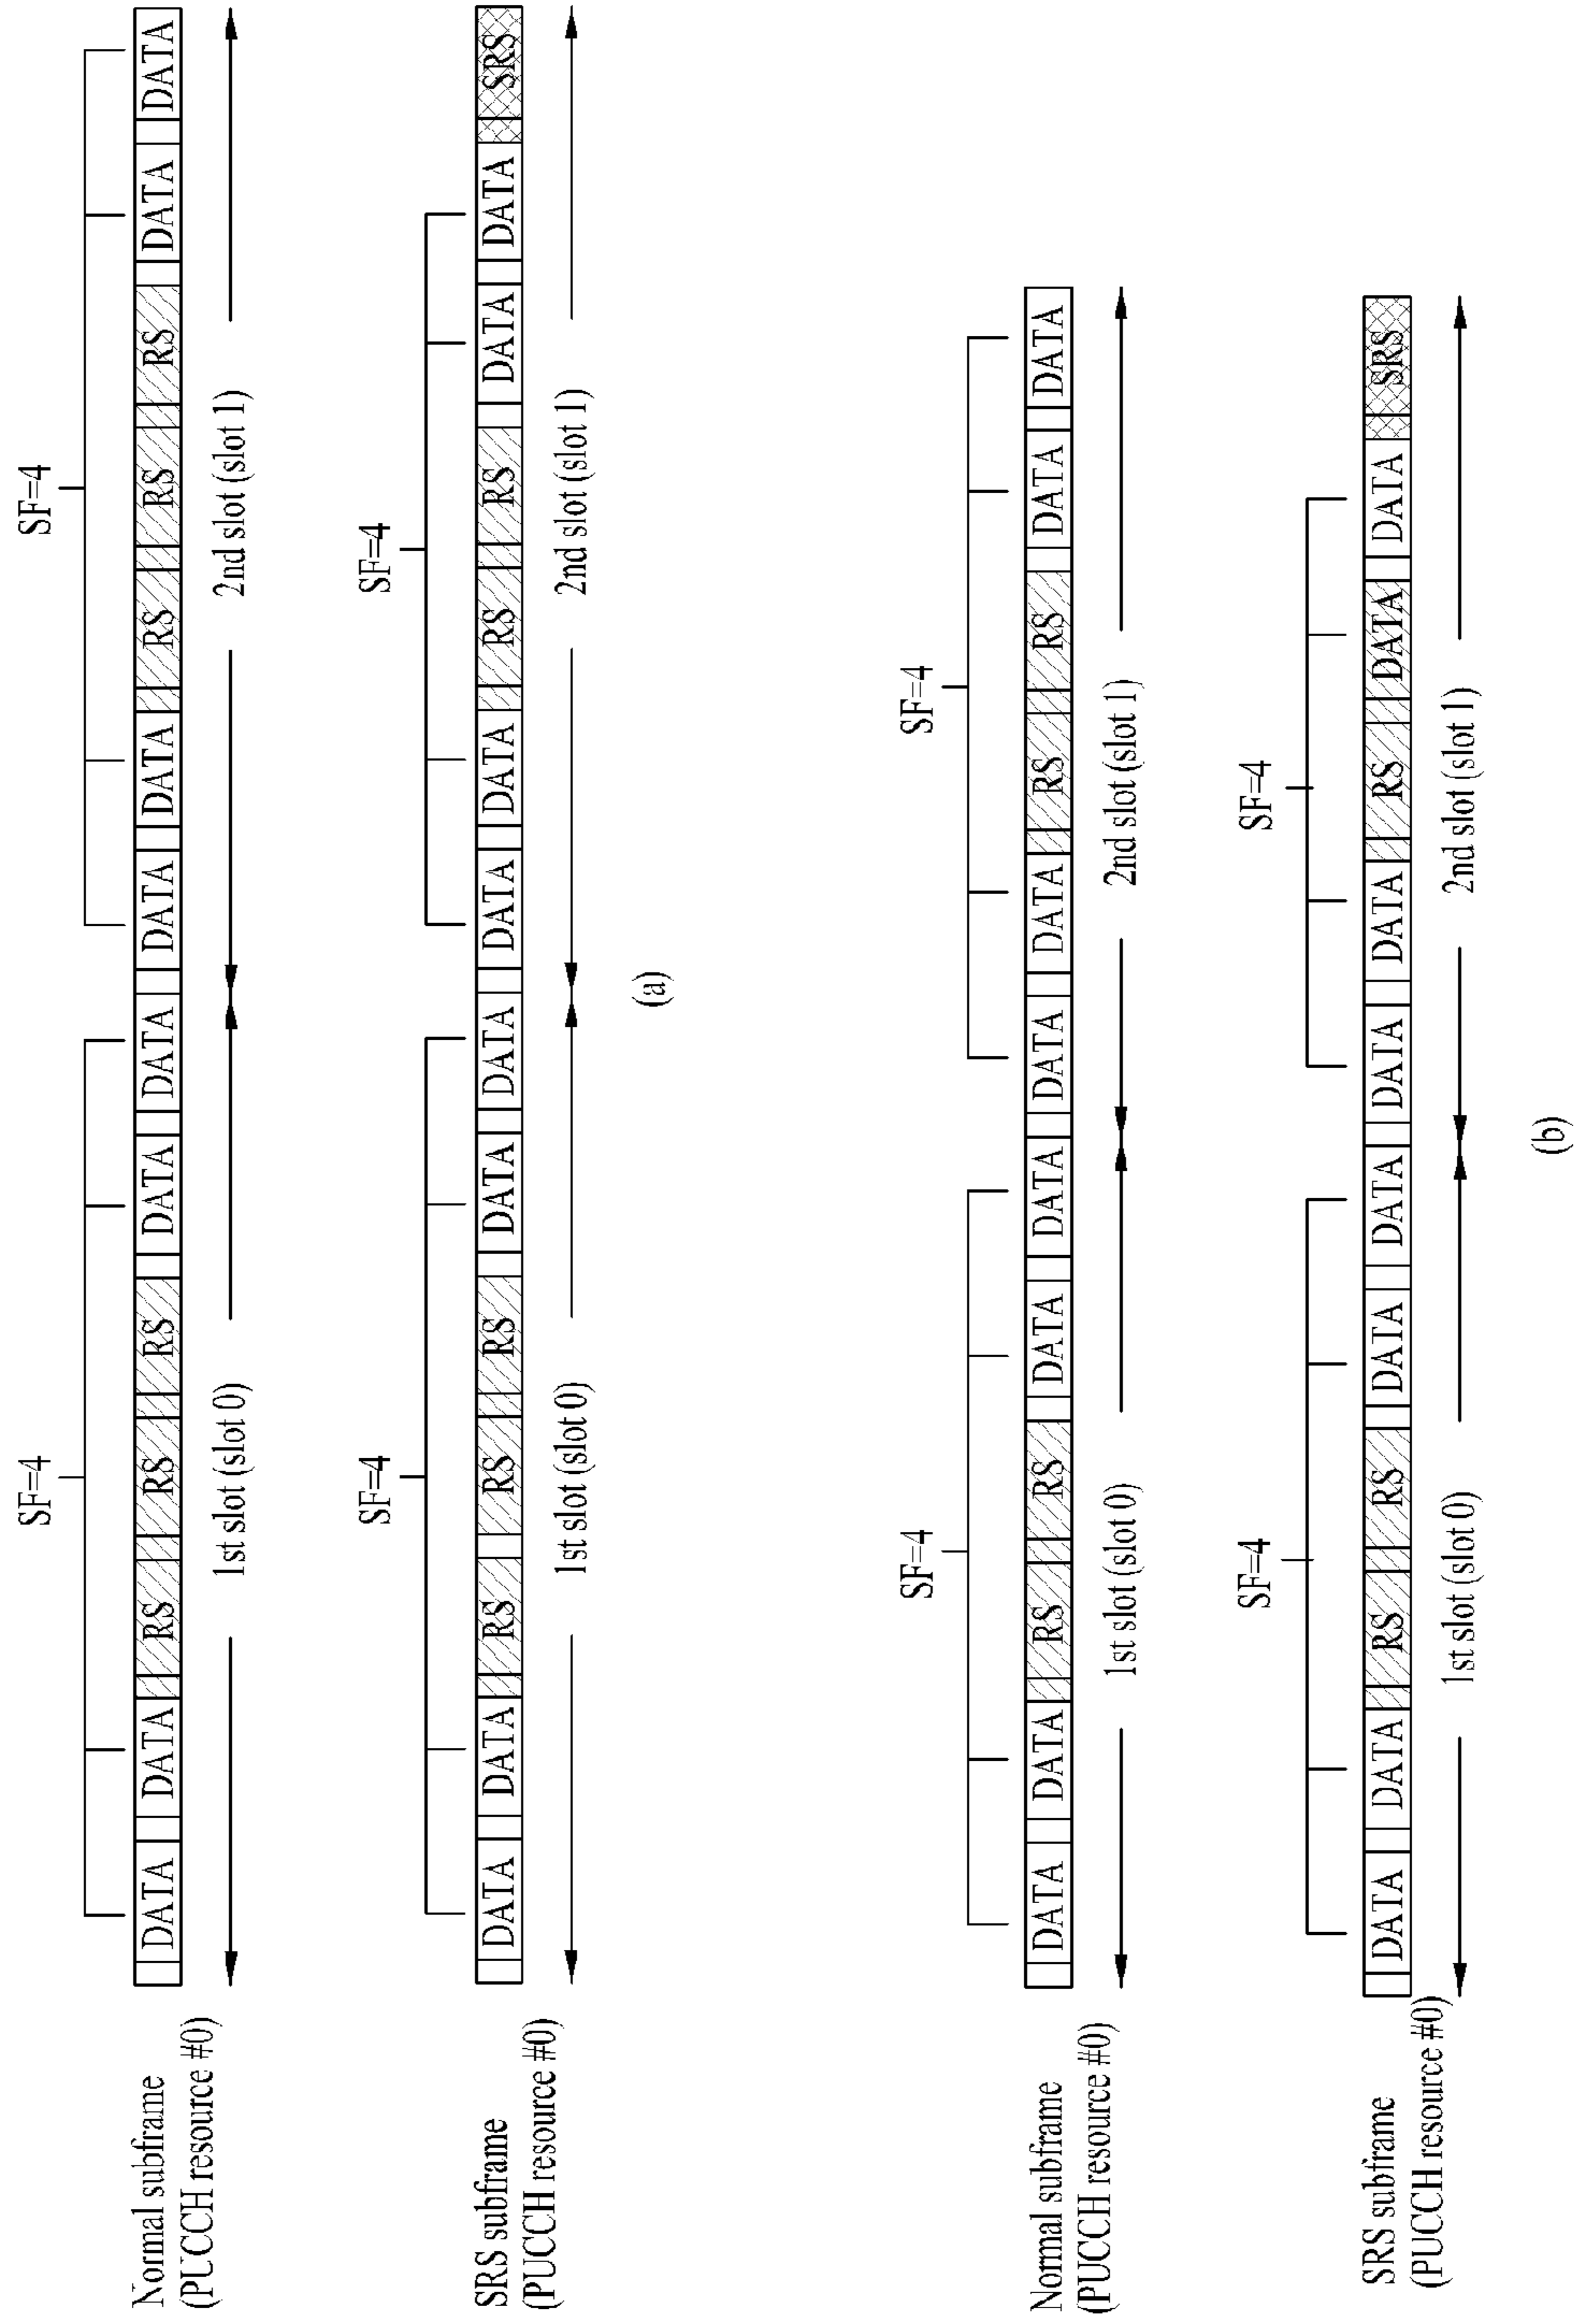 SF=4 SF=4
Normal subframe
(PUCCH resource #0)
DATA DATA RS RS RS DATA DATA DATA DATA RS RS RS DATA DATA
1st slot (slot 0) 2nd slot (slot 1)
SF=4 SF=4
SRS subframe
(PUCCH resource #0)
DATA DATA RS RS RS DATA DATA DATA DATA RS RS DATA DATA SRS
1st slot (slot 0) 2nd slot (slot 1)
(a)
SF=4 SF=4
Normal subframe
(PUCCH resource #0)
DATA DATA RS RS DATA DATA DATA DATA RS RS DATA DATA
1st slot (slot 0) 2nd slot (slot 1)
SF=4 SF=4
SRS subframe
(PUCCH resource #0)
DATA DATA RS RS DATA DATA DATA DATA RS DATA DATA SRS
1st slot (slot 0) 2nd slot (slot 1)
(b)